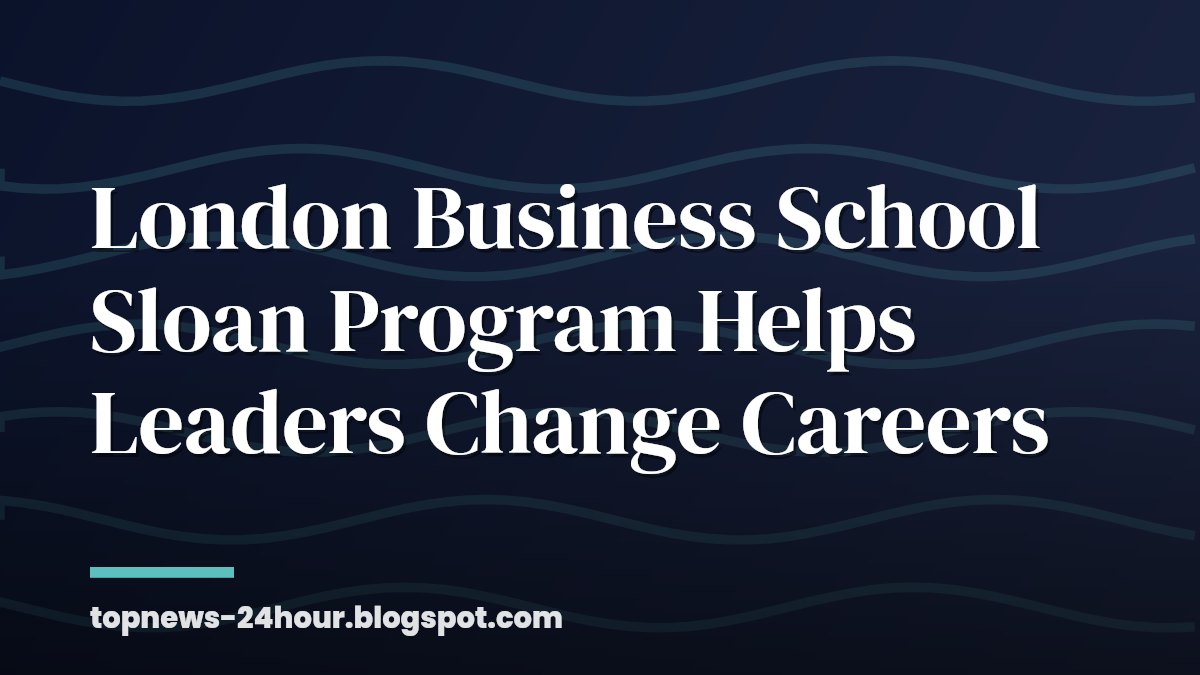 London Business School
Sloan Program Helps
Leaders Change Careers
topnews-24hour.blogspot.com